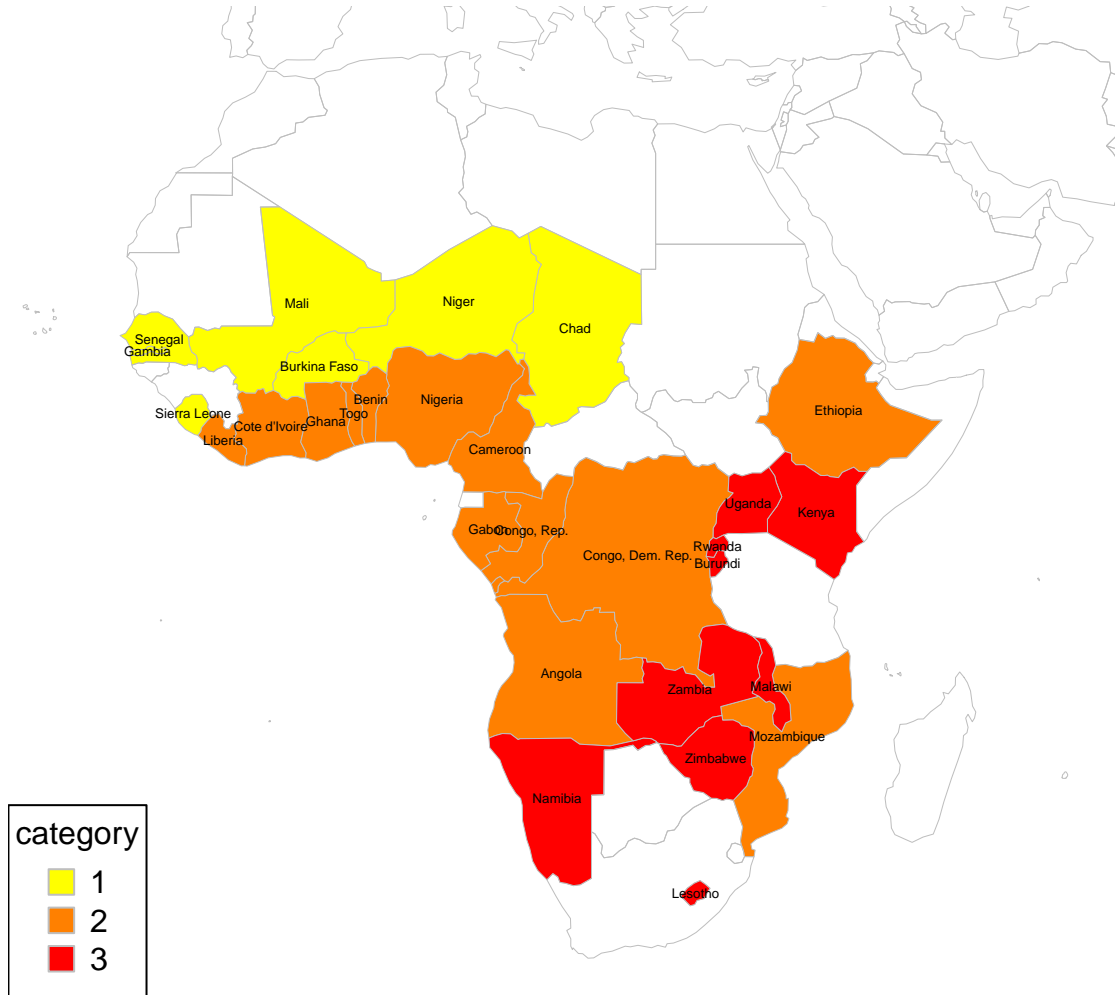 Mali
Niger
Chad
Senegal
Gambia
Burkina Faso
Sierra Leone
Benin
Nigeria
Ghana
Togo
Cote d'Ivoire
Liberia
Ethiopia
Cameroon
Uganda
Kenya
Gabon
Congo, Rep.
Congo, Dem. Rep.
Rwanda
Burundi
Angola
Zambia
Malawi
Mozambique
Zimbabwe
Namibia
Lesotho
category
1
2
3